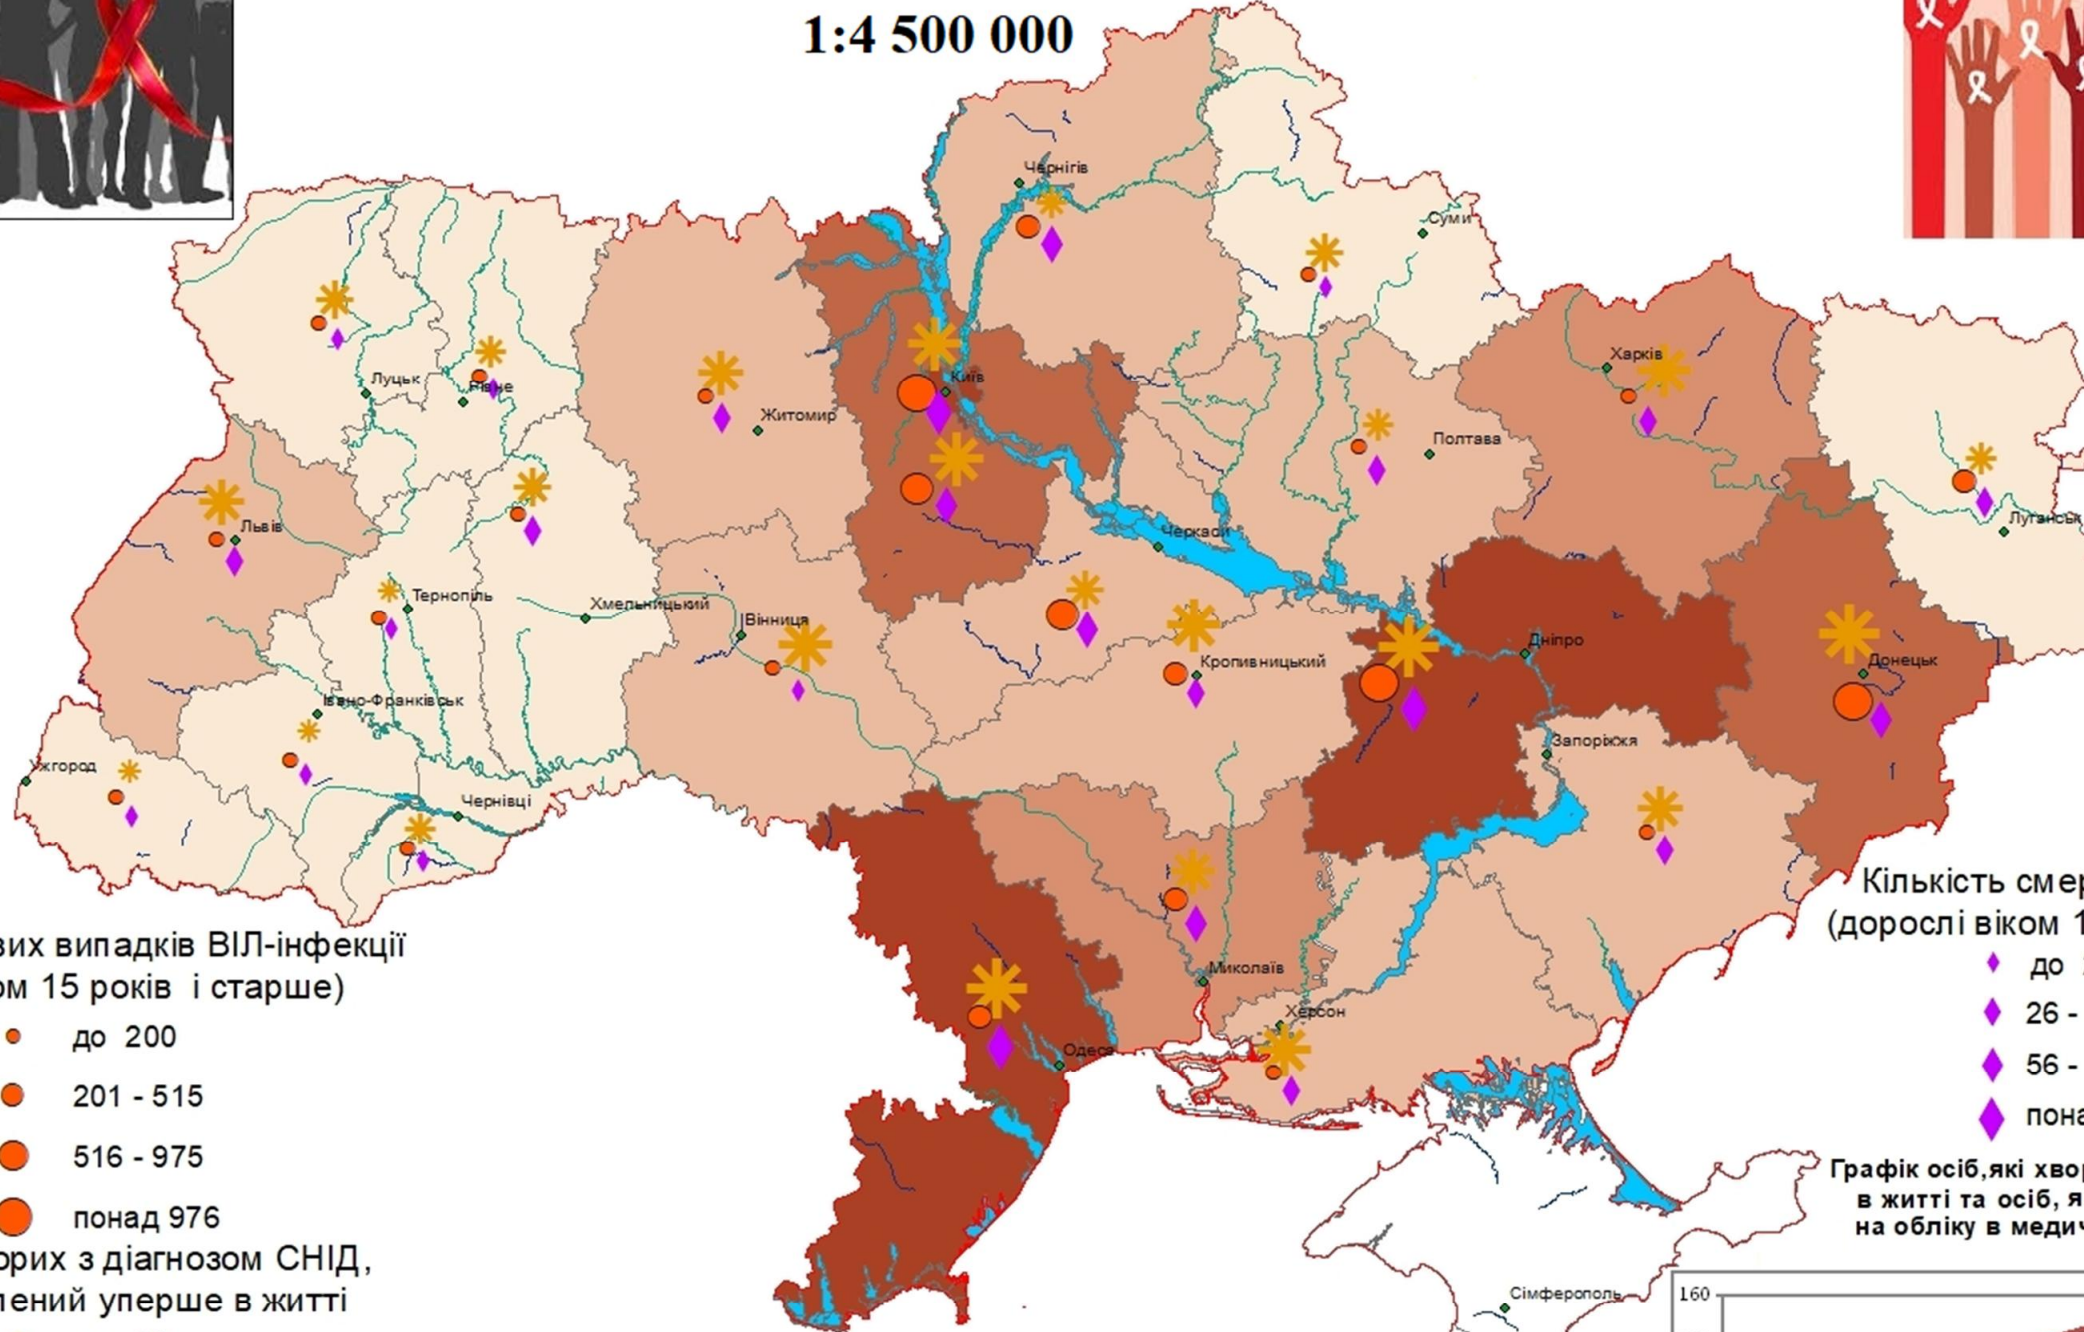 1:4 500 000
Чернігів
Суми
Харків
Луцьк
Рівне
Київ
Житомир
Полтава
Львів
Луганськ
Черкаси
Тернопіль
Хмельницький
Вінниця
Дніпро
Кропивницький
Донецьк
Івано-Франківськ
Запоріжжя
жгород
Чернівці
Миколаїв
Херсон
Одеса
Сімферополь
вих випадків ВІЛ-інфекції
ом 15 років і старше)
до 200
201 - 515
516 - 975
понад 976
орих з діагнозом СНІД,
лений уперше в житті
Кількість смер
(дорослі віком 1
до
26 -
56 -
пона
Графік осіб,які хвор
в житті та осіб, я
на обліку в медич
160